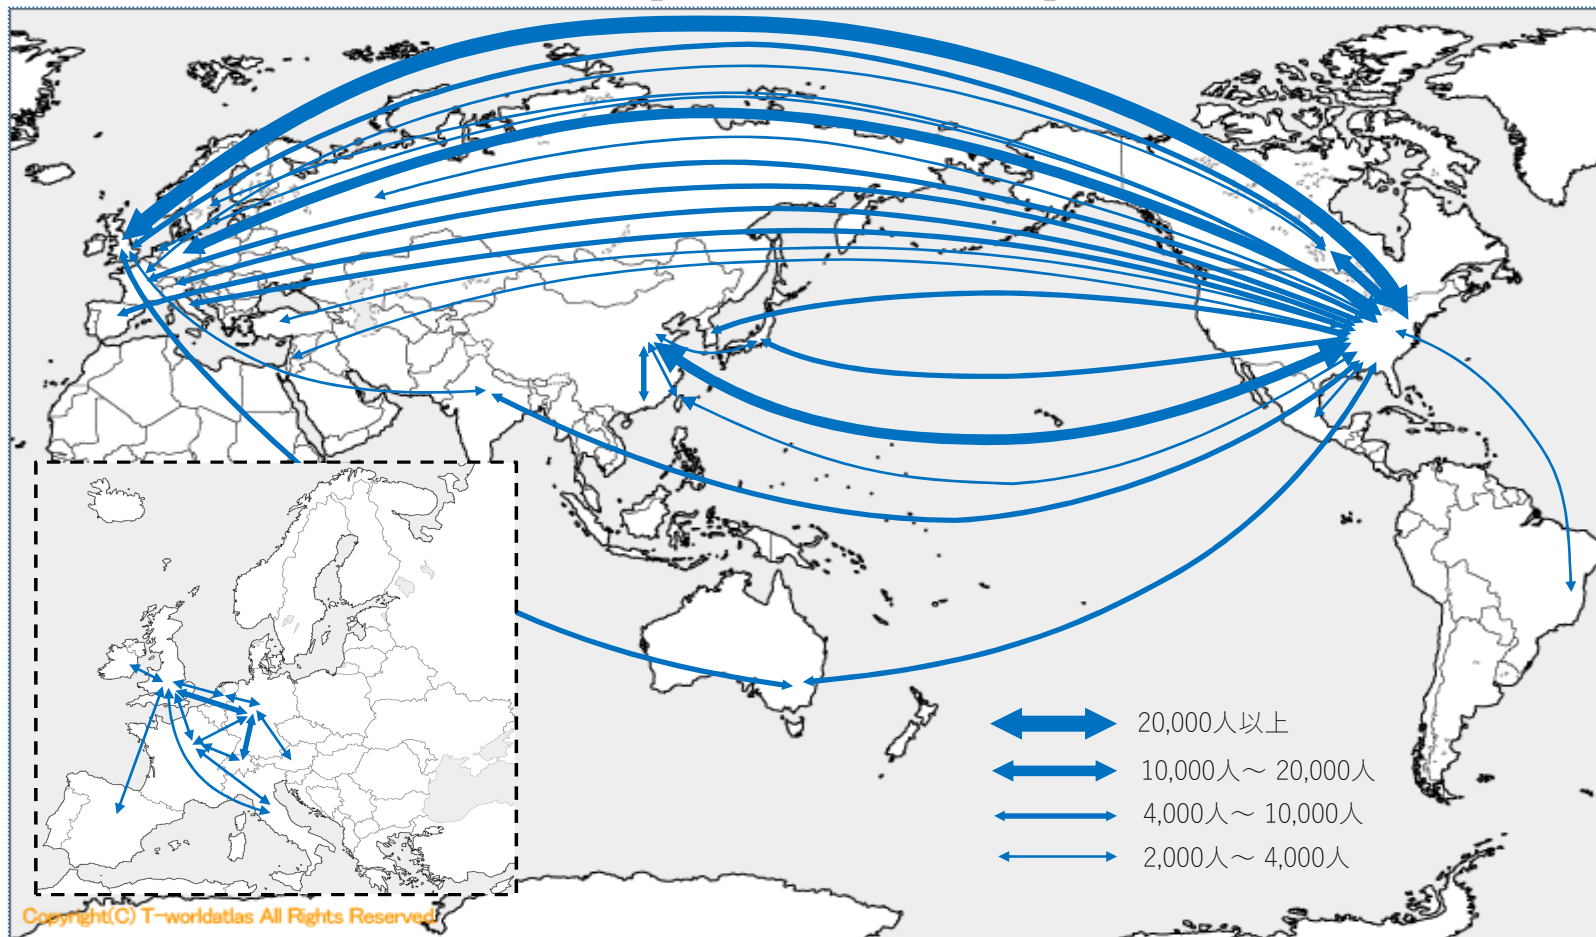 20,000人以上
10,000人～ 20,000人
4,000人～ 10,000人
2,000人～ 4,000人
Copyright(C) T-worldatlas All Rights Reserved